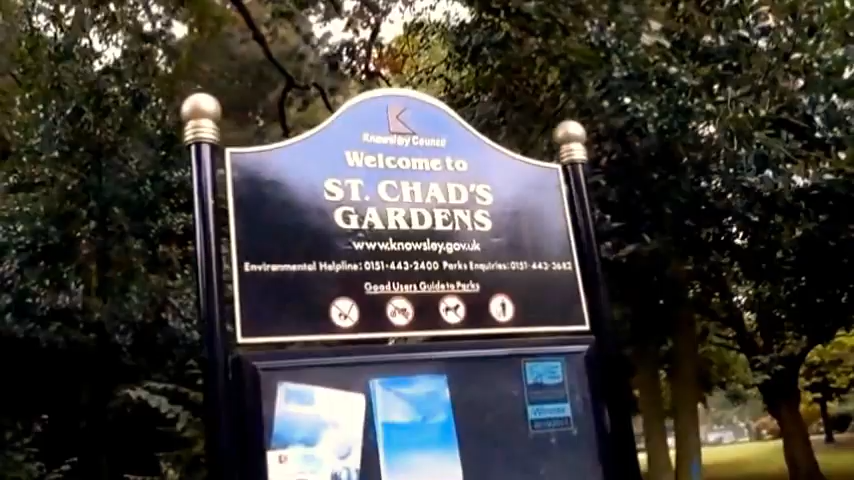 Knowsley Council
Welcome to
ST. CHAD'S
GARDENS
www.knowsley.gov.uk
Environmental Helpline: 0151-443-2400 Parks Enquiries: 0151-443-3682
Good Users Guide to Parks
Winner